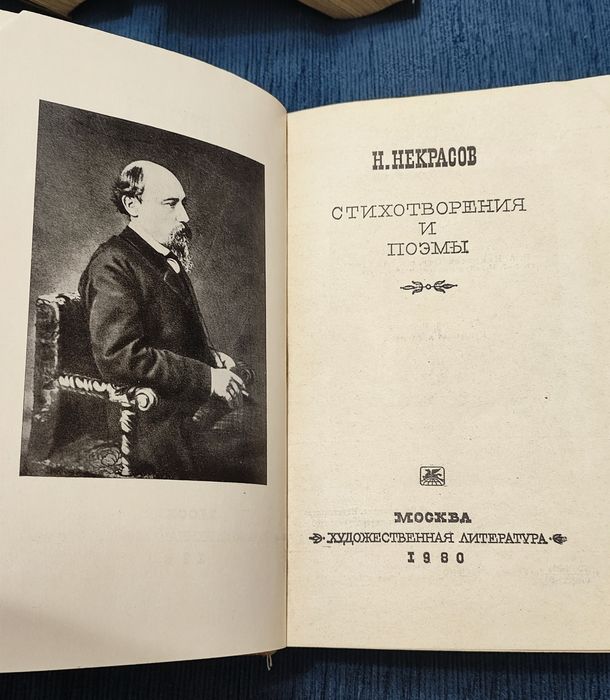 Н. НЕКРАСОВ
СТИХОТВОРЕНИЯ
И
ПОЭМЫ
МОСКВА
ХУДОЖЕСТВЕННАЯ ЛИТЕРАТУРА
1980